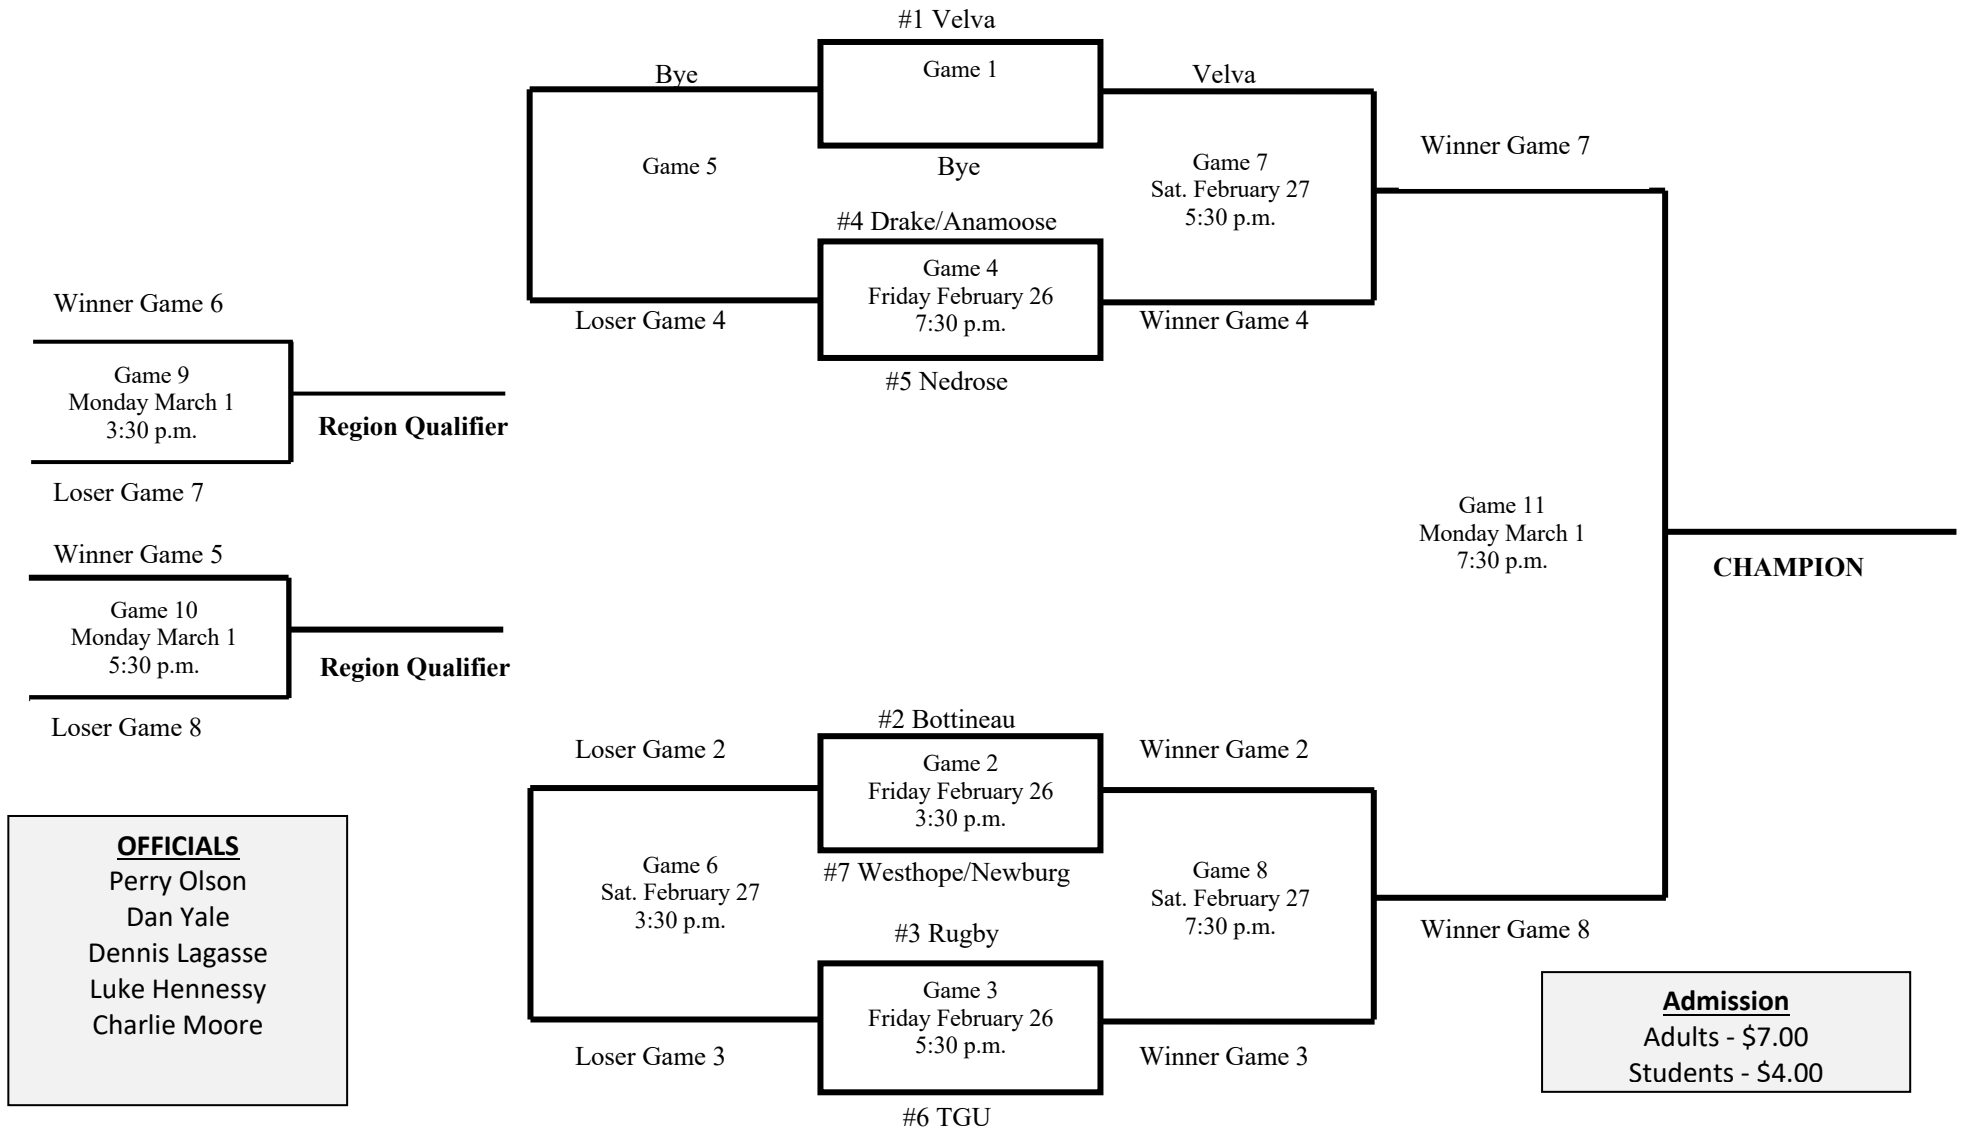 #1 Velva
Bye
Game 1
Velva
Game 5
Bye
Game 7
Sat. February 27
5:30 p.m.
Winner Game 7
#4 Drake/Anamoose
Game 4
Friday February 26
7:30 p.m.
Loser Game 4
Winner Game 4
#5 Nedrose
Winner Game 6
Game 9
Monday March 1
3:30 p.m.
Region Qualifier
Loser Game 7
Winner Game 5
Game 10
Monday March 1
5:30 p.m.
Region Qualifier
Loser Game 8
Game 11
Monday March 1
7:30 p.m.
CHAMPION
#2 Bottineau
Loser Game 2
Game 2
Friday February 26
3:30 p.m.
Winner Game 2
#7 Westhope/Newburg
Game 6
Sat. February 27
3:30 p.m.
Game 8
Sat. February 27
7:30 p.m.
Winner Game 8
#3 Rugby
Game 3
Friday February 26
5:30 p.m.
Loser Game 3
Winner Game 3
#6 TGU
OFFICIALS
Perry Olson
Dan Yale
Dennis Lagasse
Luke Hennessy
Charlie Moore
Admission
Adults - $7.00
Students - $4.00